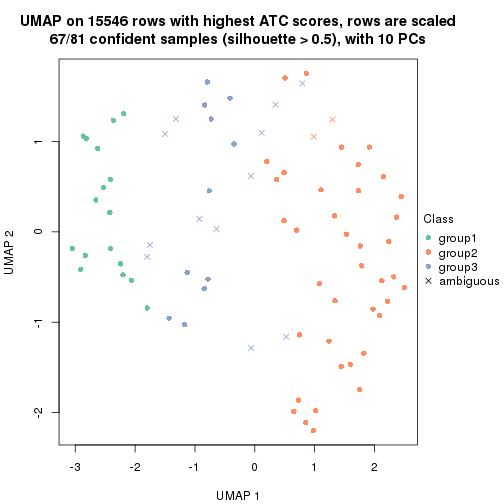 UMAP on 15546 rows with highest ATC scores, rows are scaled
67/81 confident samples (silhouette > 0.5), with 10 PCs
1
0
-1
-2
UMAP 2
-3
-2
-1
0
1
2
UMAP 1
Class
group1
group2
group3
ambiguous